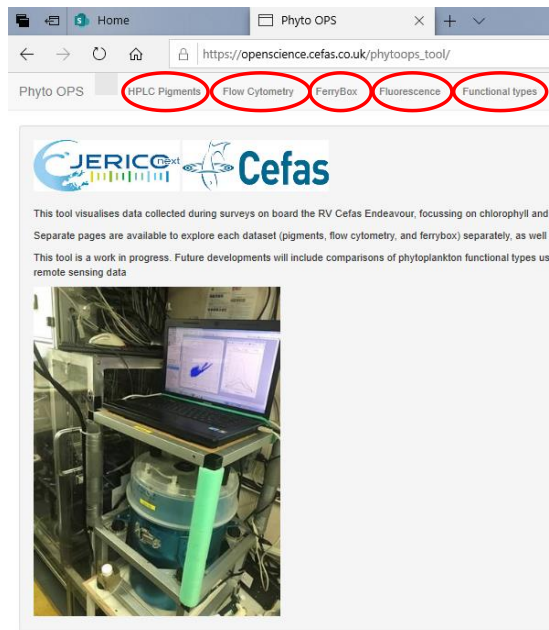 Home
Phyto OPS
https://openscience.cefas.co.uk/phytoops_tool/
Phyto OPS HPLC Pigments Flow Cytometry FerryBox Fluorescence Functional types
JERICO next Cefas
This tool visualises data collected during surveys on board the RV Cefas Endeavour, focussing on chlorophyll and
Separate pages are available to explore each dataset (pigments, flow cytometry, and ferrybox) separately, as well
This tool is a work in progress. Future developments will include comparisons of phytoplankton functional types us
remote sensing data